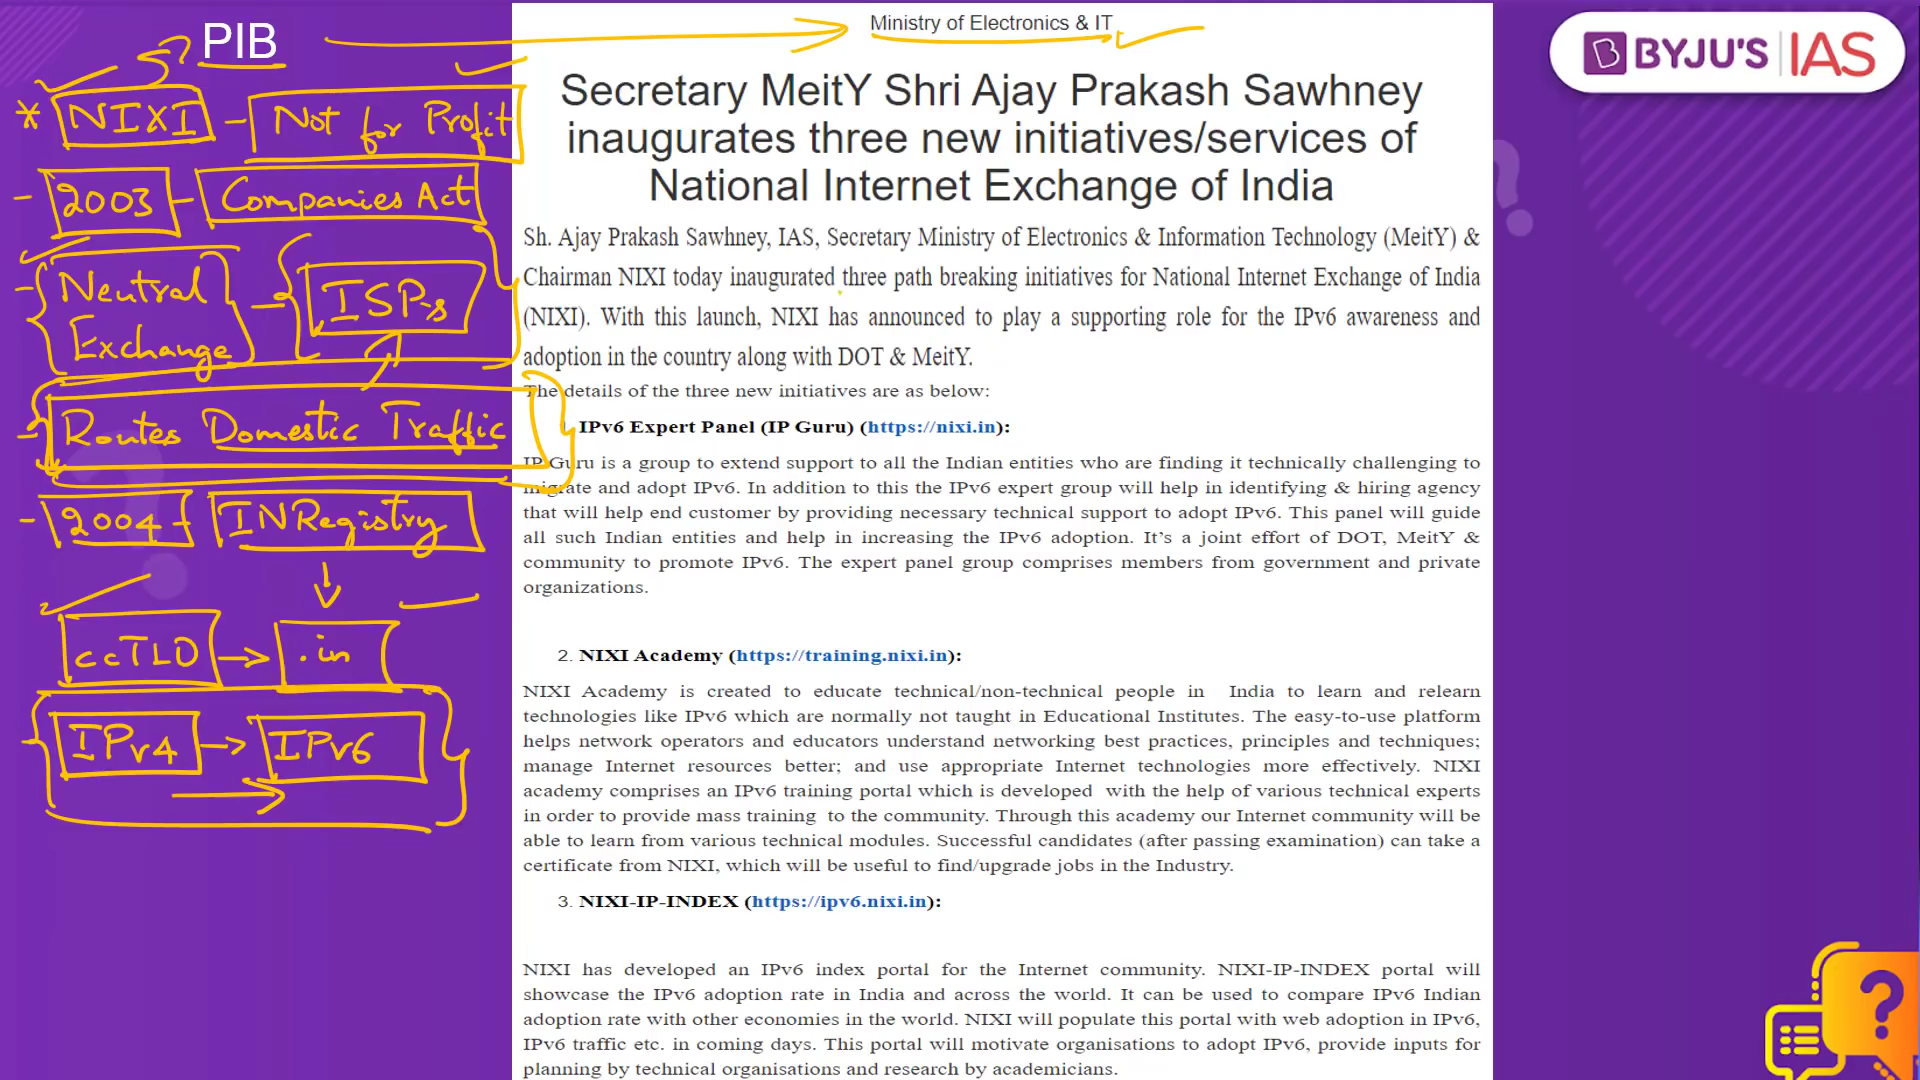 PIB
S?
* NIXI - Not for Profit
- 2003 - Companies Act
- Neutral Exchange - ISPs
- Routes Domestic Traffic
- 2004 - INRegistry
ccTLD → .in
- IPv4 → IPv6
Ministry of Electronics & IT
Secretary MeitY Shri Ajay Prakash Sawhney
inaugurates three new initiatives/services of
National Internet Exchange of India
Sh. Ajay Prakash Sawhney, IAS, Secretary Ministry of Electronics & Information Technology (MeitY) &
Chairman NIXI today inaugurated three path breaking initiatives for National Internet Exchange of India
(NIXI). With this launch, NIXI has announced to play a supporting role for the IPv6 awareness and
adoption in the country along with DOT & MeitY.
The details of the three new initiatives are as below:
1. IPv6 Expert Panel (IP Guru) (https://nixi.in):
IP Guru is a group to extend support to all the Indian entities who are finding it technically challenging to
migrate and adopt IPv6. In addition to this the IPv6 expert group will help in identifying & hiring agency
that will help end customer by providing necessary technical support to adopt IPv6. This panel will guide
all such Indian entities and help in increasing the IPv6 adoption. It’s a joint effort of DOT, MeitY &
community to promote IPv6. The expert panel group comprises members from government and private
organizations.
2. NIXI Academy (https://training.nixi.in):
NIXI Academy is created to educate technical/non-technical people in India to learn and relearn
technologies like IPv6 which are normally not taught in Educational Institutes. The easy-to-use platform
helps network operators and educators understand networking best practices, principles and techniques;
manage Internet resources better; and use appropriate Internet technologies more effectively. NIXI
academy comprises an IPv6 training portal which is developed with the help of various technical experts
in order to provide mass training to the community. Through this academy our Internet community will be
able to learn from various technical modules. Successful candidates (after passing examination) can take a
certificate from NIXI, which will be useful to find/upgrade jobs in the Industry.
3. NIXI-IP-INDEX (https://ipv6.nixi.in):
NIXI has developed an IPv6 index portal for the Internet community. NIXI-IP-INDEX portal will
showcase the IPv6 adoption rate in India and across the world. It can be used to compare IPv6 Indian
adoption rate with other economies in the world. NIXI will populate this portal with web adoption in IPv6,
IPv6 traffic etc. in coming days. This portal will motivate organisations to adopt IPv6, provide inputs for
planning by technical organisations and research by academicians.
BYJU'S IAS